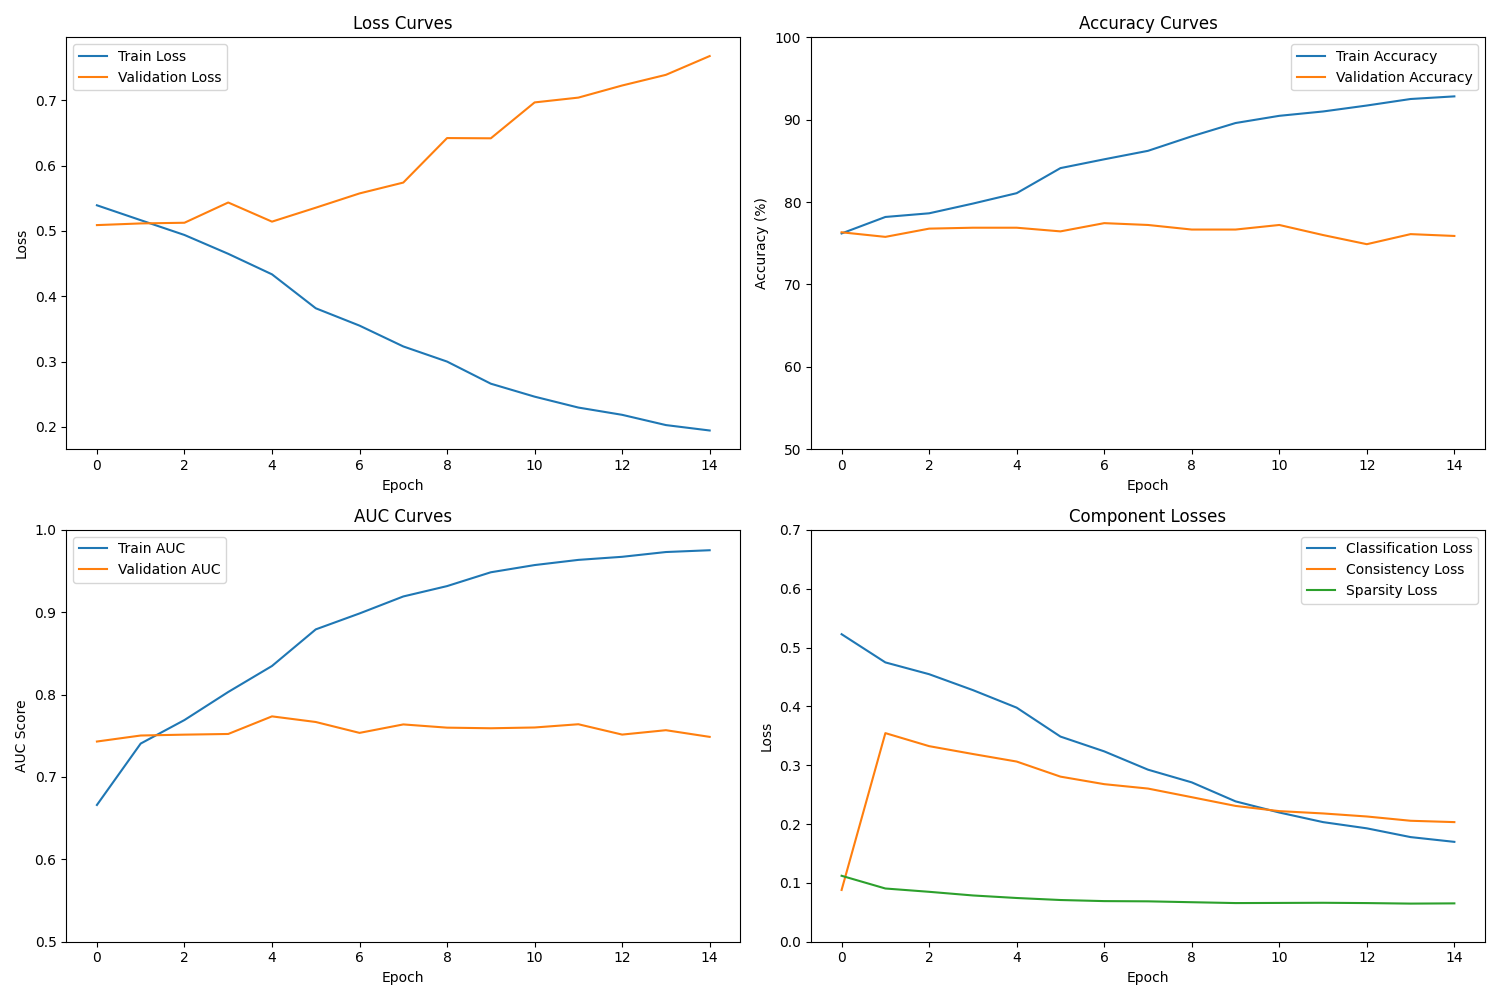 Loss Curves
Train Loss
Validation Loss
0.7
0.6
0.5
0.4
0.3
0.2
Loss
0 2 4 6 8 10 12 14
Epoch
Accuracy Curves
Train Accuracy
Validation Accuracy
100
90
80
70
60
50
Accuracy (%)
0 2 4 6 8 10 12 14
Epoch
AUC Curves
Train AUC
Validation AUC
1.0
0.9
0.8
0.7
0.6
0.5
AUC Score
0 2 4 6 8 10 12 14
Epoch
Component Losses
Classification Loss
Consistency Loss
Sparsity Loss
0.7
0.6
0.5
0.4
0.3
0.2
0.1
0.0
Loss
0 2 4 6 8 10 12 14
Epoch